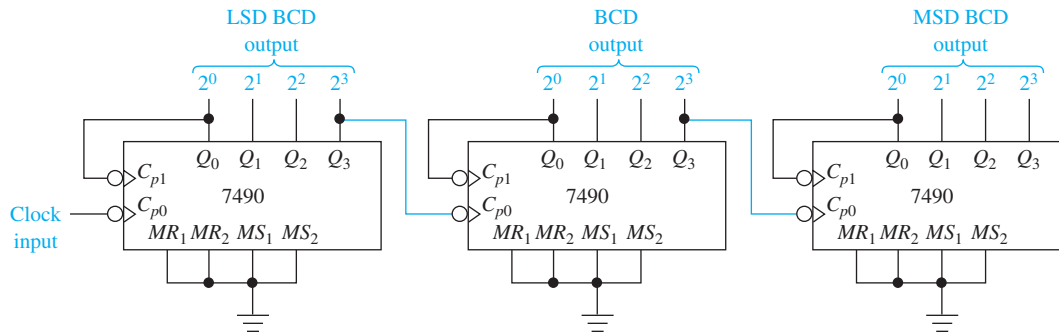 LSD BCD
output
BCD
output
MSD BCD
output
2⁰ 2¹ 2² 2³
2⁰ 2¹ 2² 2³
2⁰ 2¹ 2² 2³
Q₀ Q₁ Q₂ Q₃
Cp1
7490
Cp0
MR₁ MR₂ MS₁ MS₂
Clock
input
Q₀ Q₁ Q₂ Q₃
Cp1
7490
Cp0
MR₁ MR₂ MS₁ MS₂
Q₀ Q₁ Q₂ Q₃
Cp1
7490
Cp0
MR₁ MR₂ MS₁ MS₂